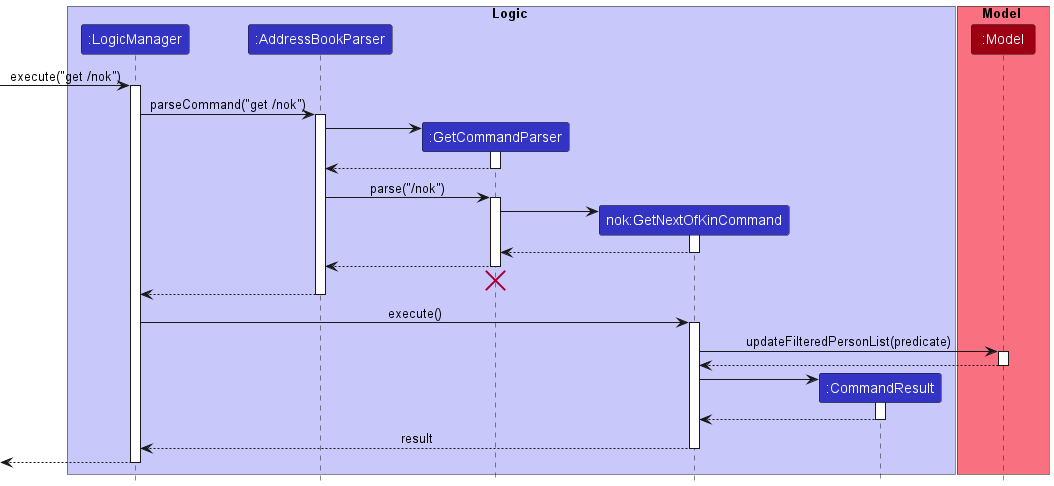 Logic
Model
:LogicManager
:AddressBookParser
:Model
execute("get /nok")
parseCommand("get /nok")
:GetCommandParser
parse("/nok")
nok:GetNextOfKinCommand
execute()
updateFilteredPersonList(predicate)
:CommandResult
result